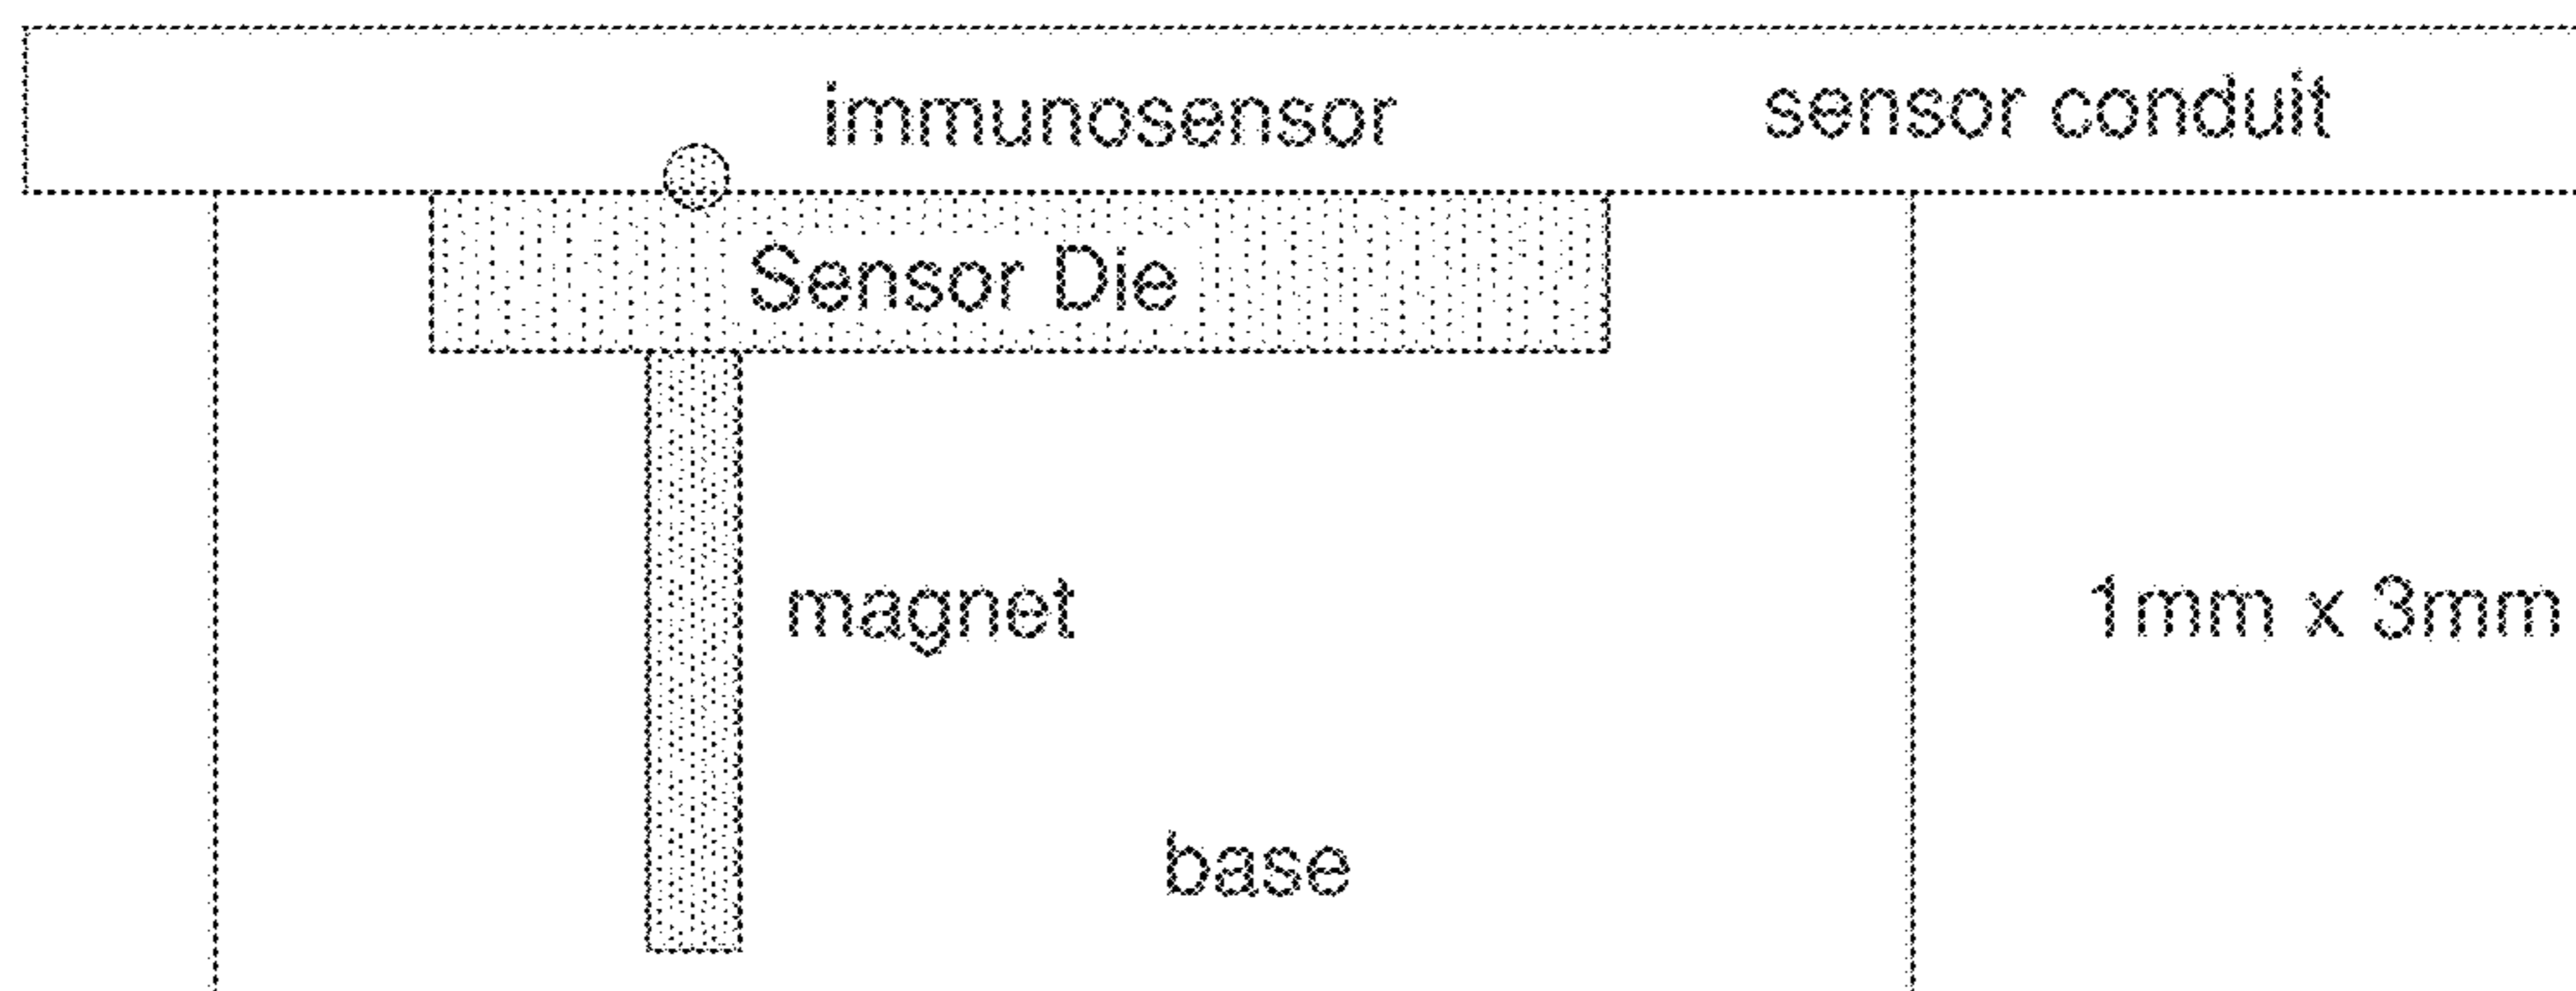 immunosensor
sensor conduit
Sensor Die
magnet
1mm x 3mm
base